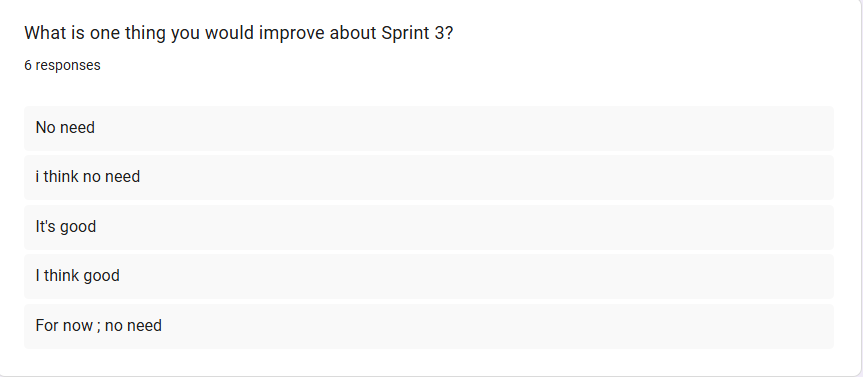 What is one thing you would improve about Sprint 3?
6 responses
No need
i think no need
It's good
I think good
For now ; no need